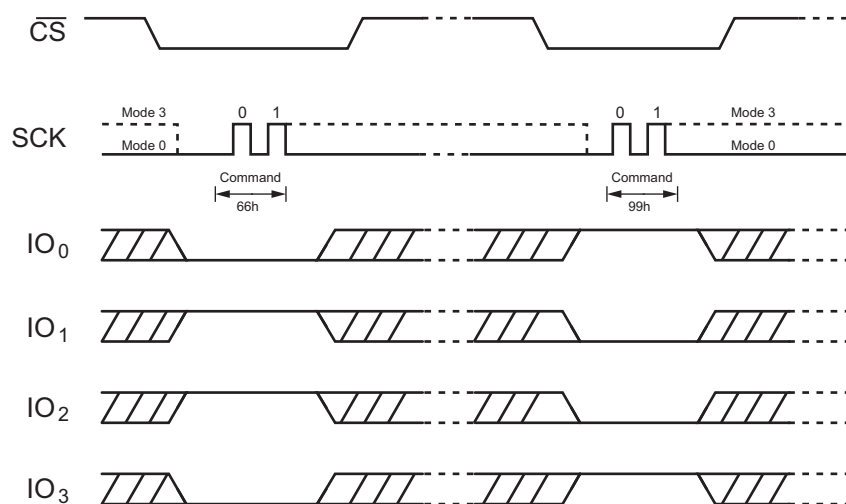 CS
0 1 0 1
Mode 3 Mode 3
SCK
Mode 0 Mode 0
Command Command
66h 99h
IO0
IO1
IO2
IO3